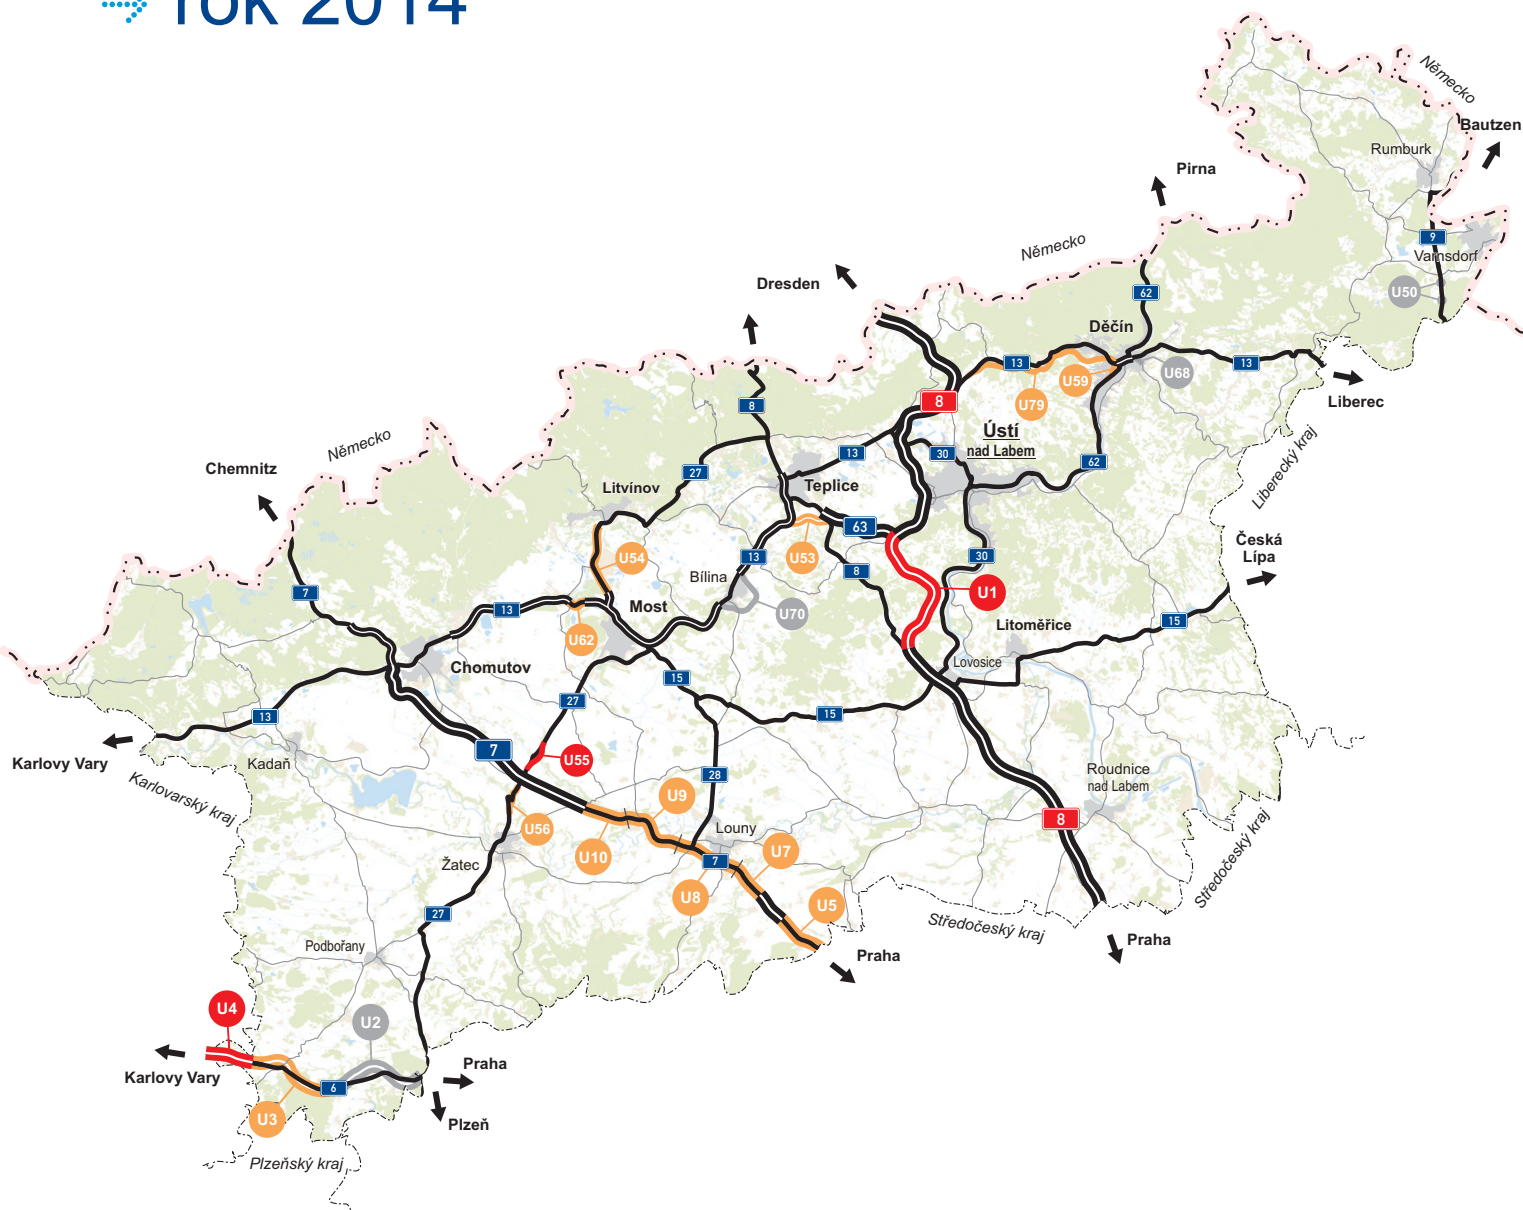 rok 2014
Německo
Bautzen
Rumburk
Pirna
9
Varnsdorf
Německo
Dresden
62
U50
Děčín
13
U59
U68
13
8
U79
Liberec
8
Ústí
nad Labem
Německo
13
30
62
Chemnitz
27
Teplice
Liberecký kraj
Litvínov
63
Česká
Lípa
U54
13
U53
30
Bílina
8
7
U1
13
Most
U70
15
U62
Litoměřice
Chomutov
Lovosice
15
27
13
15
7
Karlovy Vary
U55
Kadaň
28
Roudnice
nad Labem
Karlovarský kraj
U9
8
U56
Louny
U10
7
U7
Žatec
U8
Středočeský kraj
U5
27
Středočeský kraj
Podbořany
Praha
Praha
U4
U2
Praha
Karlovy Vary
6
U3
Plzeň
Plzeňský kraj